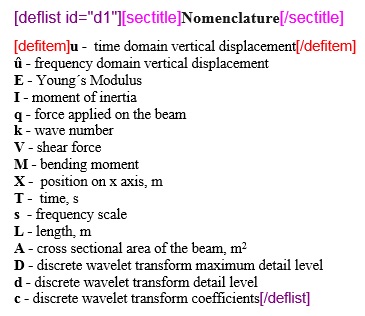 [deflist id="d1"][sectitle]Nomenclature[/sectitle]
[defitem]u - time domain vertical displacement[/defitem]
û - frequency domain vertical displacement
E - Young´s Modulus
I - moment of inertia
q - force applied on the beam
k - wave number
V - shear force
M - bending moment
X - position on x axis, m
T - time, s
s - frequency scale
L - length, m
A - cross sectional area of the beam, m²
D - discrete wavelet transform maximum detail level
d - discrete wavelet transform detail level
c - discrete wavelet transform coefficients[/deflist]